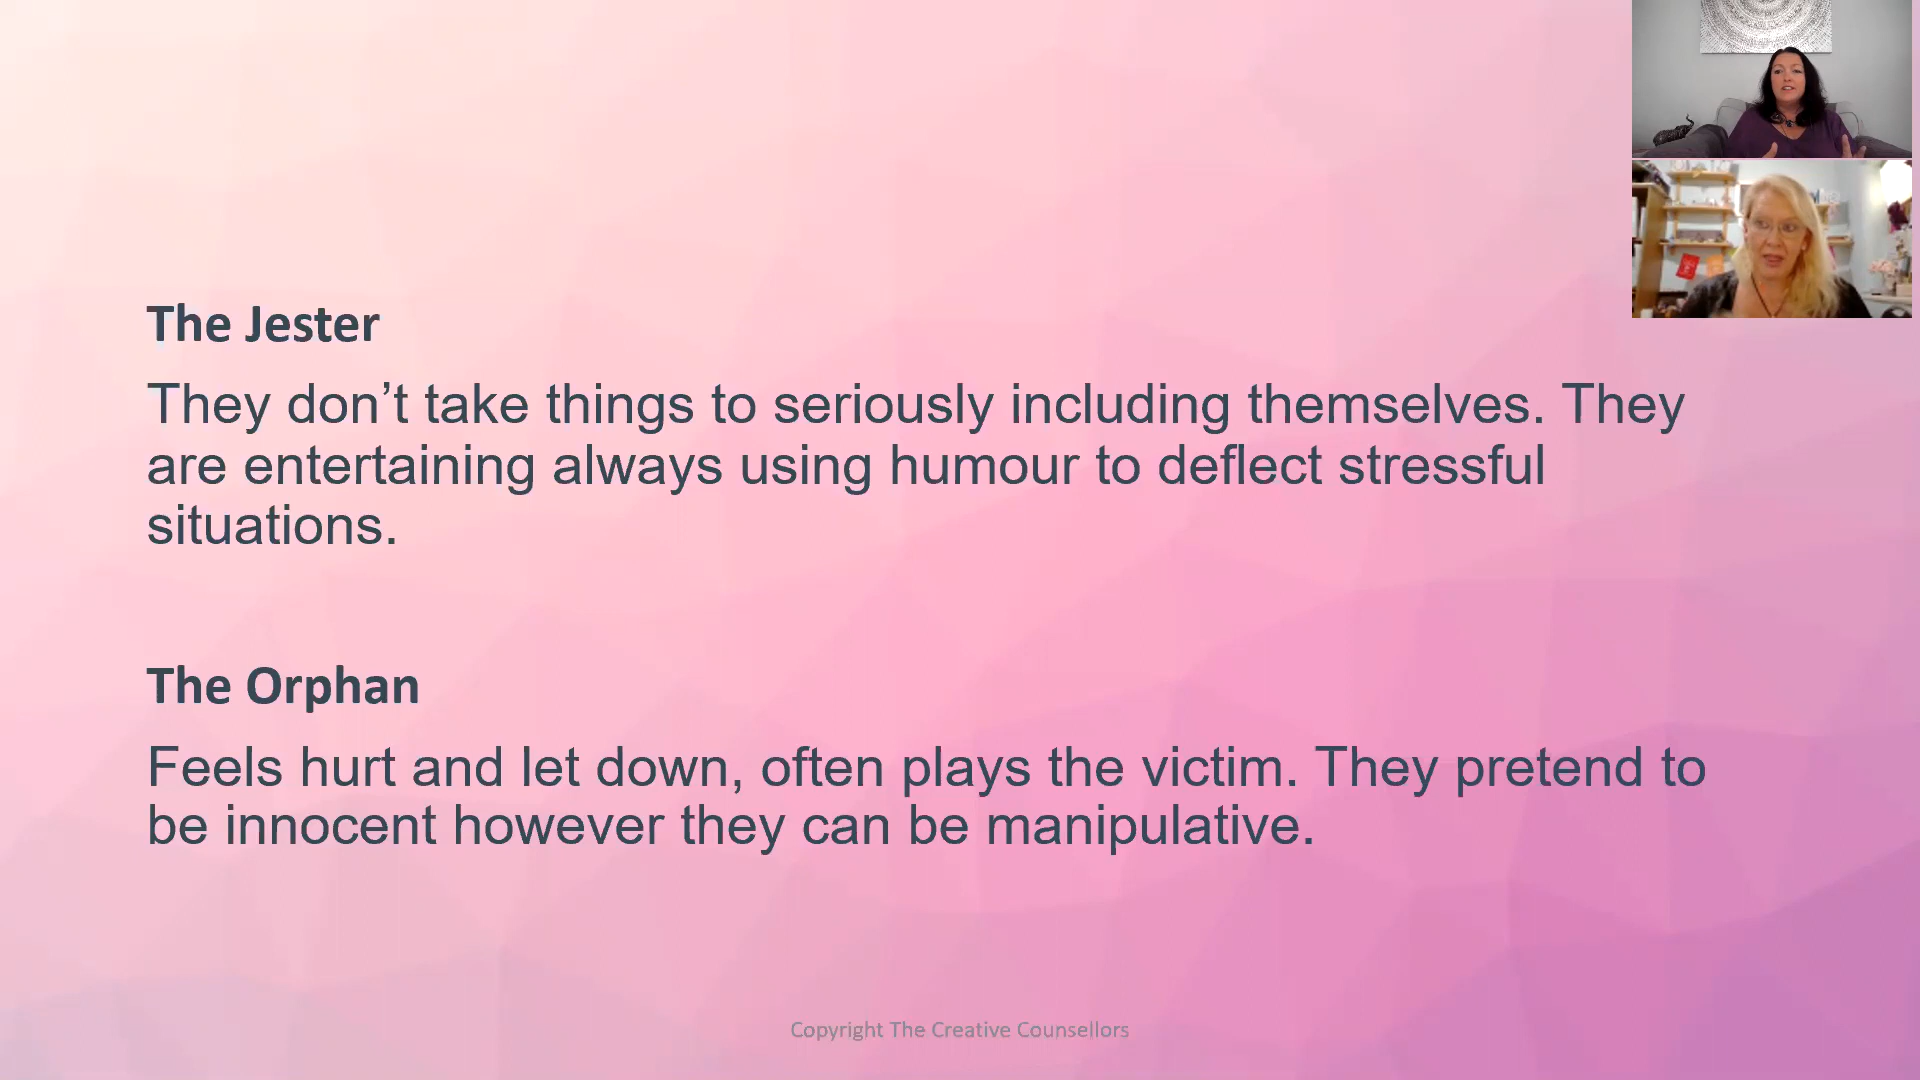 The Jester
They don’t take things to seriously including themselves. They
are entertaining always using humour to deflect stressful
situations.
The Orphan
Feels hurt and let down, often plays the victim. They pretend to
be innocent however they can be manipulative.
Copyright The Creative Counsellors